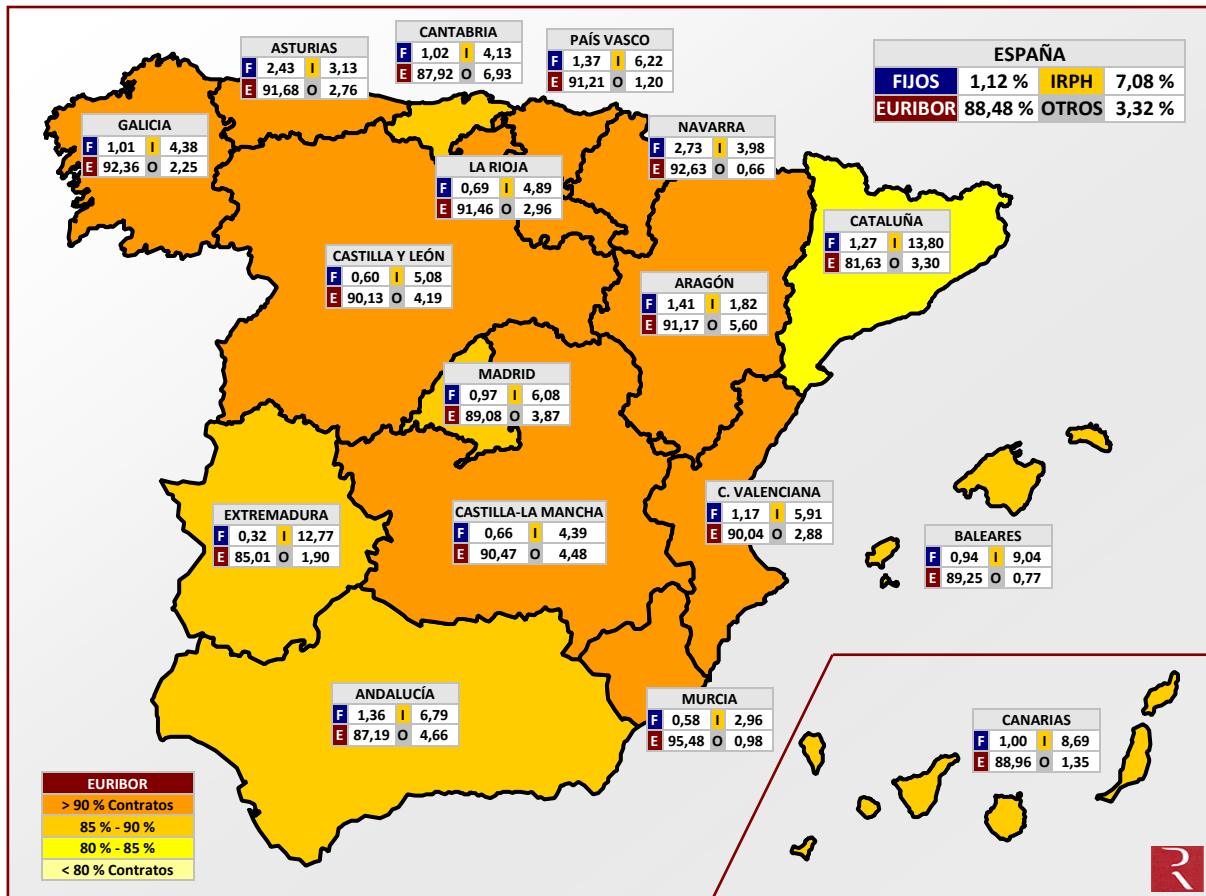 CANTABRIA
F 1,02 I 4,13
E 87,92 O 6,93
PAÍS VASCO
F 1,37 I 6,22
E 91,21 O 1,20
ASTURIAS
F 2,43 I 3,13
E 91,68 O 2,76
ESPAÑA
FIJOS 1,12 % IRPH 7,08 %
EURIBOR 88,48 % OTROS 3,32 %
GALICIA
F 1,01 I 4,38
E 92,36 O 2,25
NAVARRA
F 2,73 I 3,98
E 92,63 O 0,66
LA RIOJA
F 0,69 I 4,89
E 91,46 O 2,96
CATALUÑA
F 1,27 I 13,80
E 81,63 O 3,30
CASTILLA Y LEÓN
F 0,60 I 5,08
E 90,13 O 4,19
ARAGÓN
F 1,41 I 1,82
E 91,17 O 5,60
MADRID
F 0,97 I 6,08
E 89,08 O 3,87
C. VALENCIANA
F 1,17 I 5,91
E 90,04 O 2,88
EXTREMADURA
F 0,32 I 12,77
E 85,01 O 1,90
CASTILLA-LA MANCHA
F 0,66 I 4,39
E 90,47 O 4,48
BALEARES
F 0,94 I 9,04
E 89,25 O 0,77
ANDALUCÍA
F 1,36 I 6,79
E 87,19 O 4,66
MURCIA
F 0,58 I 2,96
E 95,48 O 0,98
CANARIAS
F 1,00 I 8,69
E 88,96 O 1,35
EURIBOR
> 90 % Contratos
85 % - 90 %
80 % - 85 %
< 80 % Contratos
R